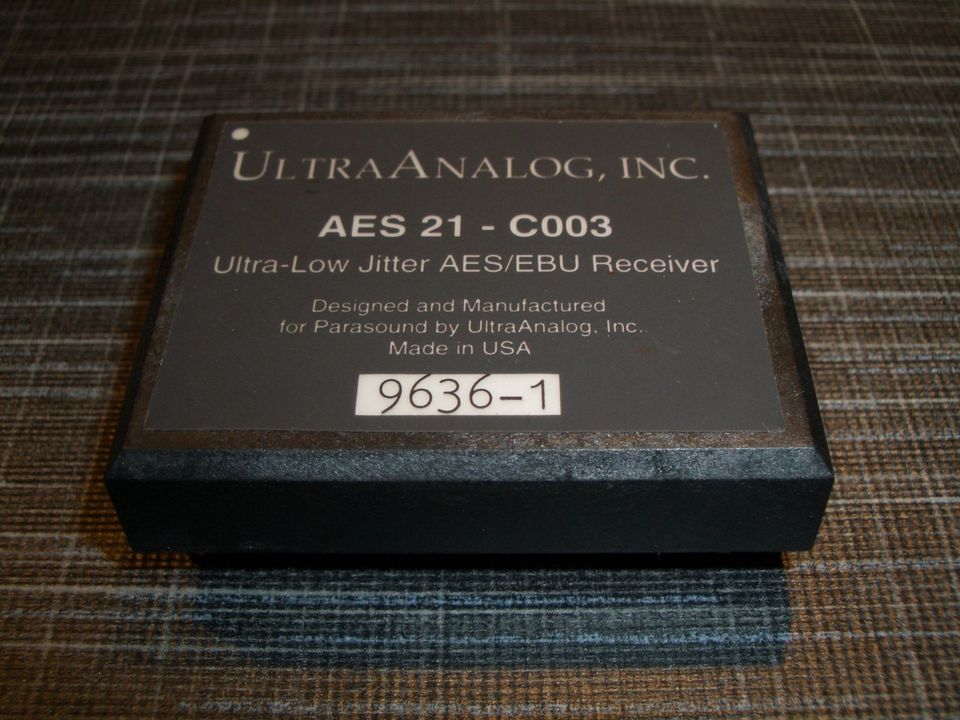 ULTRAANALOG, INC.
AES 21 - C003
Ultra-Low Jitter AES/EBU Receiver
Designed and Manufactured
for Parasound by UltraAnalog, Inc.
Made in USA
9636-1